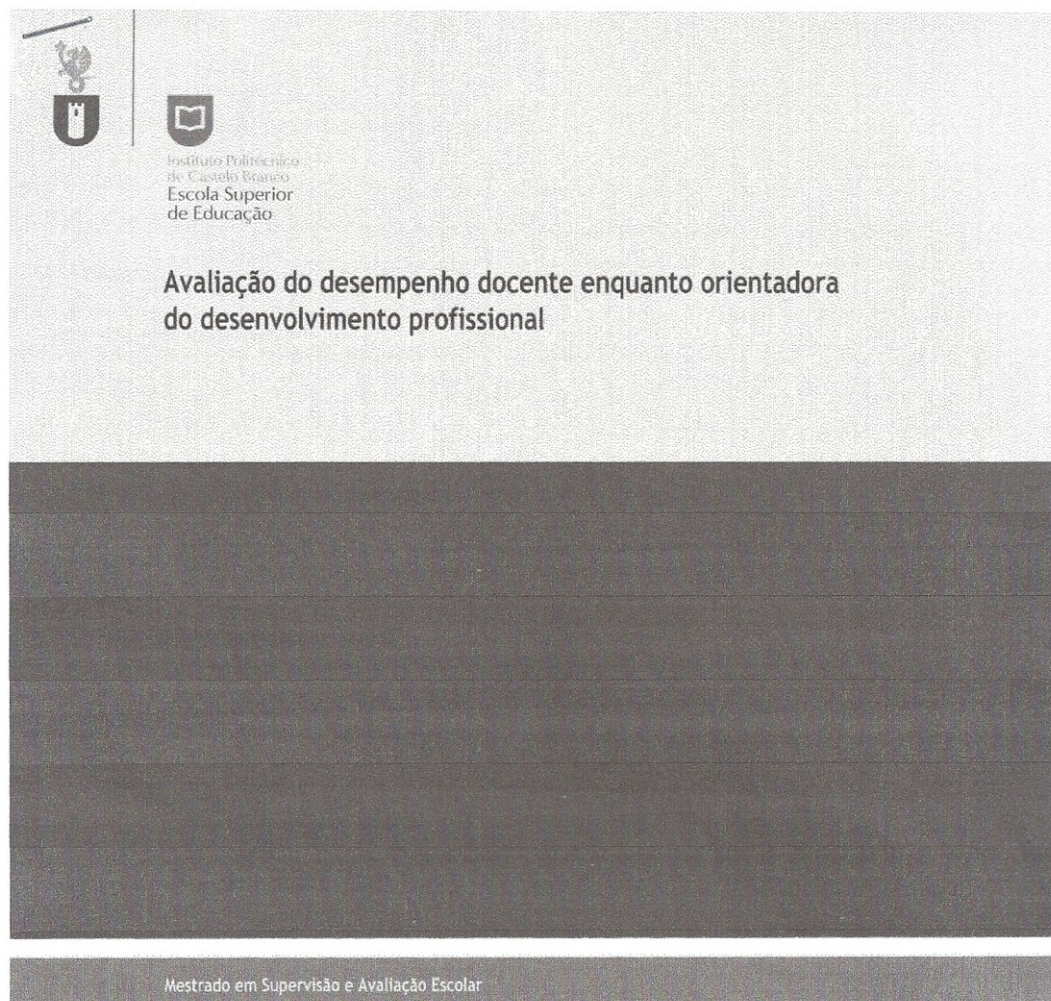 Instituto Politécnico
de Castelo Branco
Escola Superior
de Educação
Avaliação do desempenho docente enquanto orientadora
do desenvolvimento profissional
Mestrado em Supervisão e Avaliação Escolar